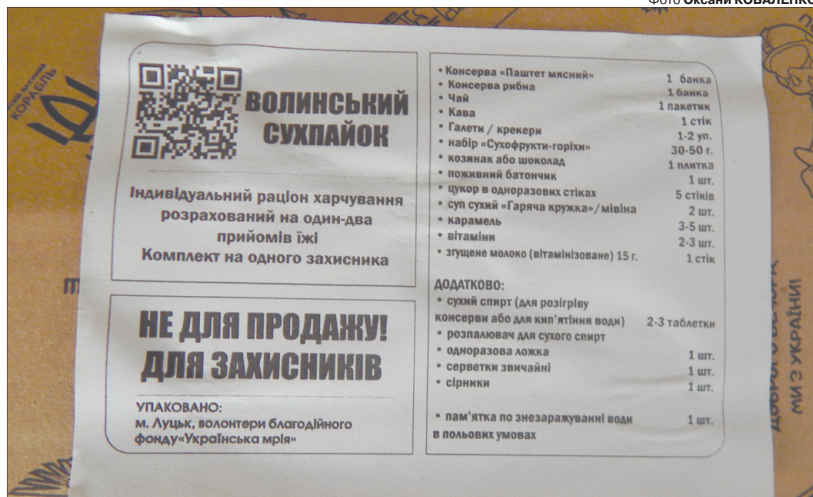 Фото Оксани КОВАЛЕНКО
КОРАБЛЬ
ВОЛИНСЬКИЙ
СУХПАЙОК
Індивідуальний раціон харчування
розрахований на один-два
прийомів їжі
Комплект на одного захисника
НЕ ДЛЯ ПРОДАЖУ!
ДЛЯ ЗАХИСНИКІВ
УПАКОВАНО:
м. Луцьк, волонтери благодійного
фонду«Українська мрія»
• Консерва «Паштет мясний» 1 банка
• Консерва рибна 1 банка
• Чай 1 пакетик
• Кава 1 стік
• Галети / крекери 1-2 уп.
• набір «Сухофрукти-горіхи» 30-50 г.
• козинак або шоколад 1 плитка
• поживний батончик 1 шт.
• цукор в одноразових стіках 5 стіків
• суп сухий «Гаряча кружка»/мівіна 2 шт.
• карамель 3-5 шт.
• вітаміни 2-3 шт.
• згущене молоко (вітамінізоване) 15 г. 1 стік
ДОДАТКОВО:
• сухий спирт (для розігріву
консерви або для кип'ятіння води) 2-3 таблетки
• розпалювач для сухого спирт
• одноразова ложка 1 шт.
• серветки звичайні 1 шт.
• сірники 1 шт.
• пам'ятка по знезаражуванні води 1 шт.
в польових умовах
МИ З УКРАЇНИ!